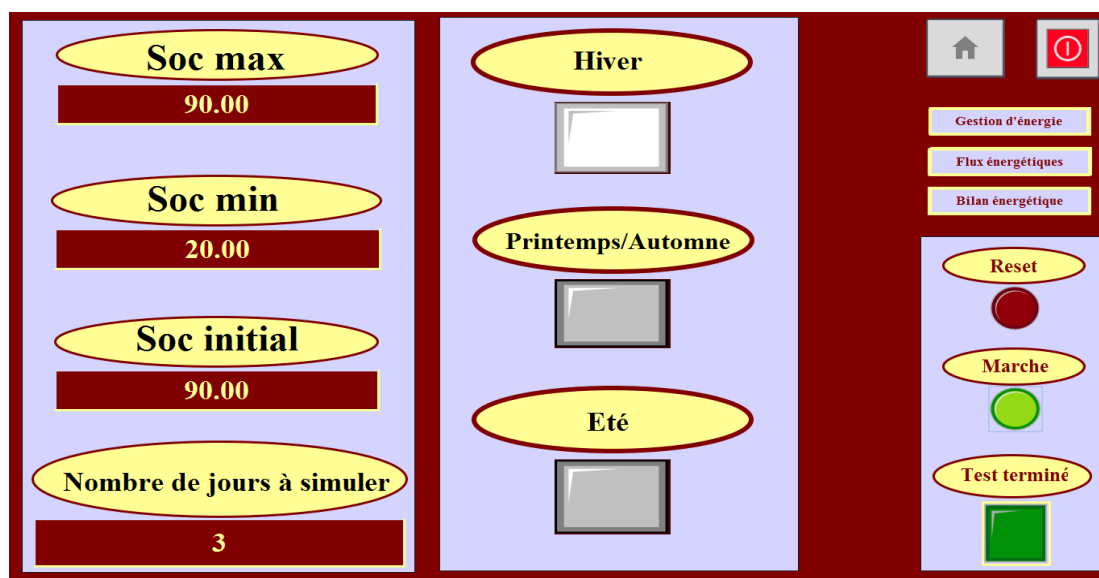 Soc max
90.00
Soc min
20.00
Soc initial
90.00
Nombre de jours à simuler
3
Hiver
Printemps/Automne
Eté
Gestion d'énergie
Flux énergétiques
Bilan énergétique
Reset
Marche
Test terminé